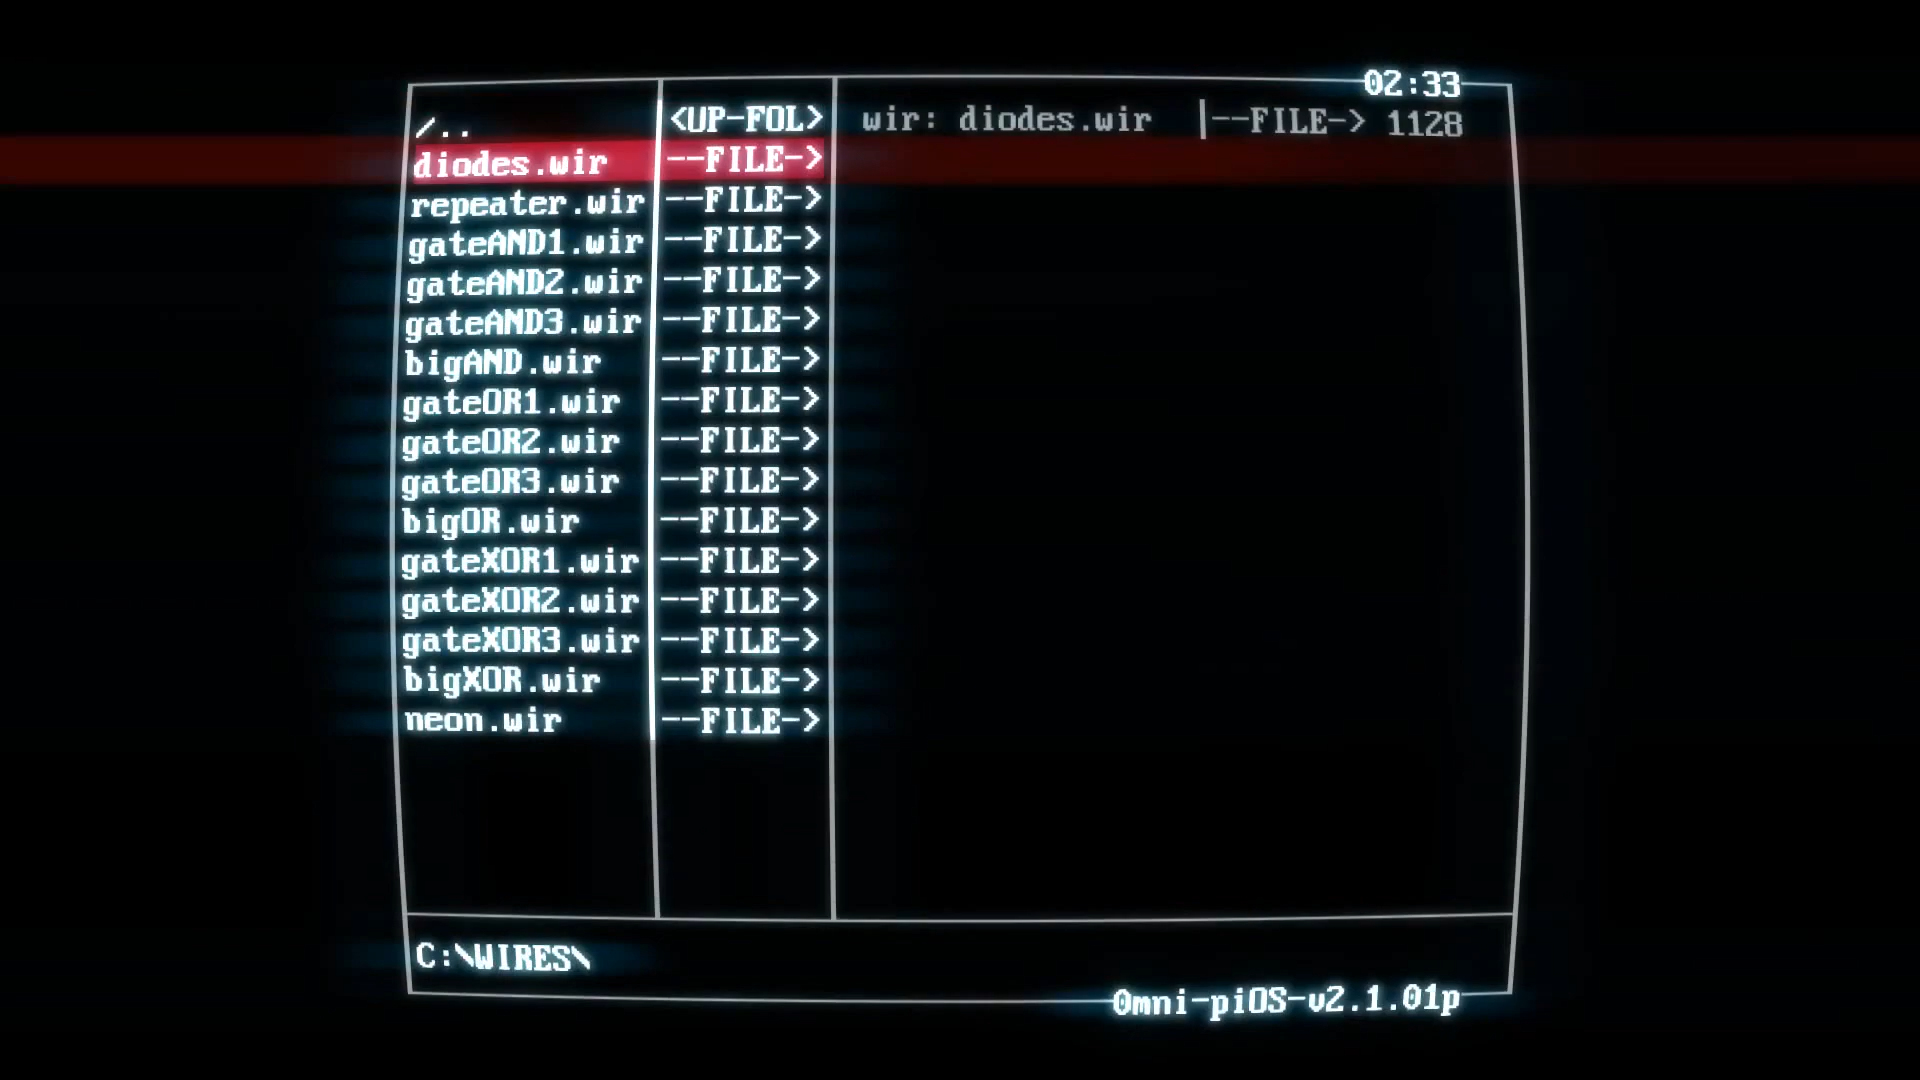 02:33
/.. <UP-FOL> wir: diodes.wir |--FILE-> 1128
diodes.wir --FILE->
repeater.wir --FILE->
gateAND1.wir --FILE->
gateAND2.wir --FILE->
gateAND3.wir --FILE->
bigAND.wir --FILE->
gateOR1.wir --FILE->
gateOR2.wir --FILE->
gateOR3.wir --FILE->
bigOR.wir --FILE->
gateXOR1.wir --FILE->
gateXOR2.wir --FILE->
gateXOR3.wir --FILE->
bigXOR.wir --FILE->
neon.wir --FILE->
C:\WIRES\
0mni-piOS-v2.1.01p